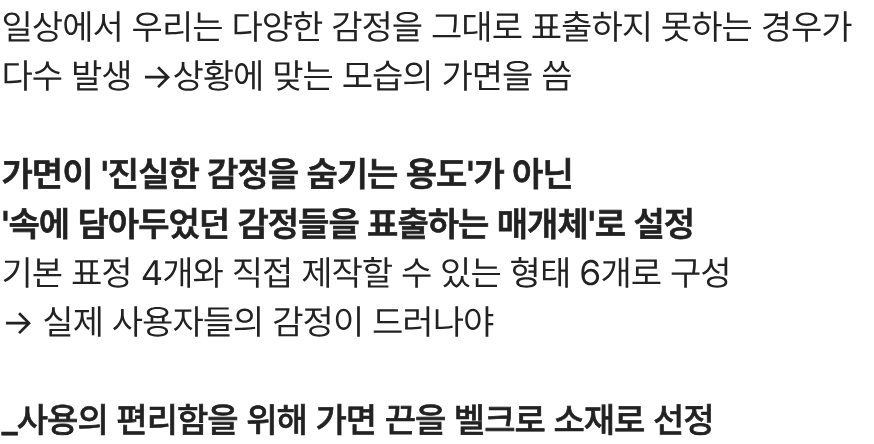 일상에서 우리는 다양한 감정을 그대로 표출하지 못하는 경우가
다수 발생 →상황에 맞는 모습의 가면을 씀
가면이 '진실한 감정을 숨기는 용도'가 아닌
'속에 담아두었던 감정들을 표출하는 매개체'로 설정
기본 표정 4개와 직접 제작할 수 있는 형태 6개로 구성
→ 실제 사용자들의 감정이 드러나야
_사용의 편리함을 위해 가면 끈을 벨크로 소재로 선정